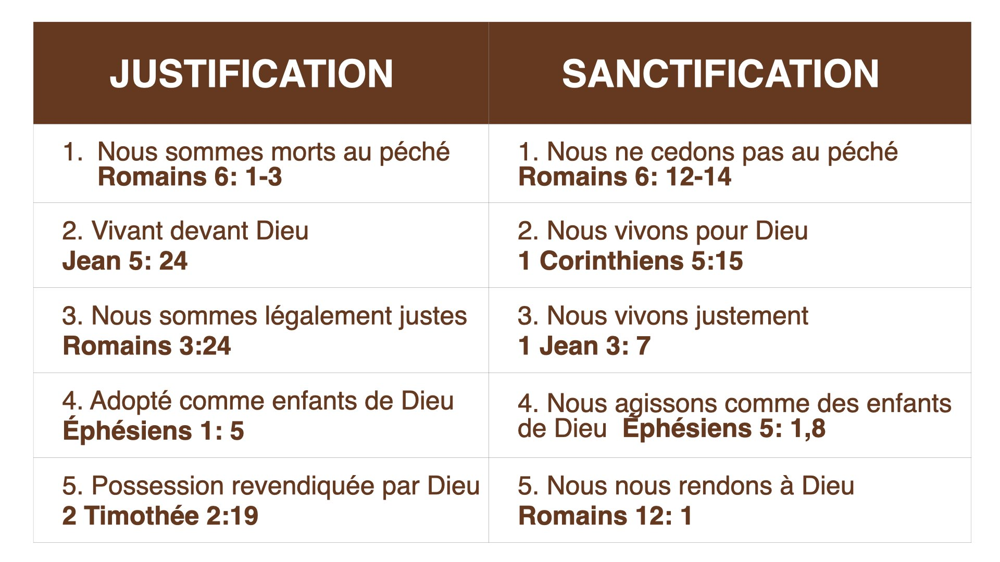 JUSTIFICATION
SANCTIFICATION
1. Nous sommes morts au péché
Romains 6: 1-3
1. Nous ne cedons pas au péché
Romains 6: 12-14
2. Vivant devant Dieu
Jean 5: 24
2. Nous vivons pour Dieu
1 Corinthiens 5:15
3. Nous sommes légalement justes
Romains 3:24
3. Nous vivons justement
1 Jean 3: 7
4. Adopté comme enfants de Dieu
Éphésiens 1: 5
4. Nous agissons comme des enfants
de Dieu Éphésiens 5: 1,8
5. Possession revendiquée par Dieu
2 Timothée 2:19
5. Nous nous rendons à Dieu
Romains 12: 1